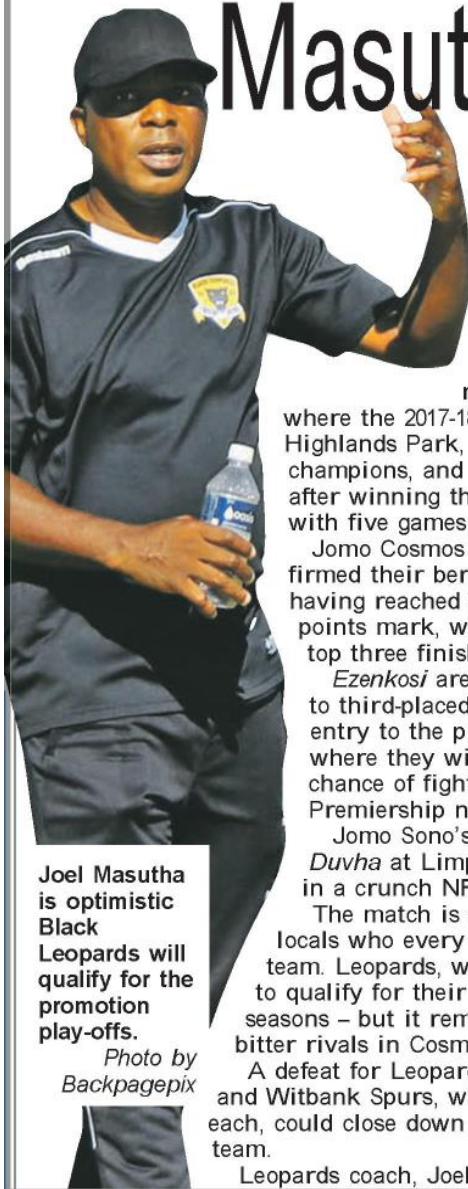 Masut
where the 2017-18
Highlands Park,
champions, and
after winning th
with five games
Jomo Cosmos
firmed their ber
having reached
points mark, w
top three finish
Ezenkosi are
to third-placed
entry to the p
where they wi
chance of fight
Premiership n
Jomo Sono's
Duvha at Limp
in a crunch NF
The match is
locals who every
team. Leopards, w
to qualify for their
seasons – but it rem
bitter rivals in Cosm
A defeat for Leopard
and Witbank Spurs, w
each, could close down
team.
Leopards coach, Joel
Joel Masutha
is optimistic
Black
Leopards will
qualify for the
promotion
play-offs.
Photo by
Backpagepix
oasis